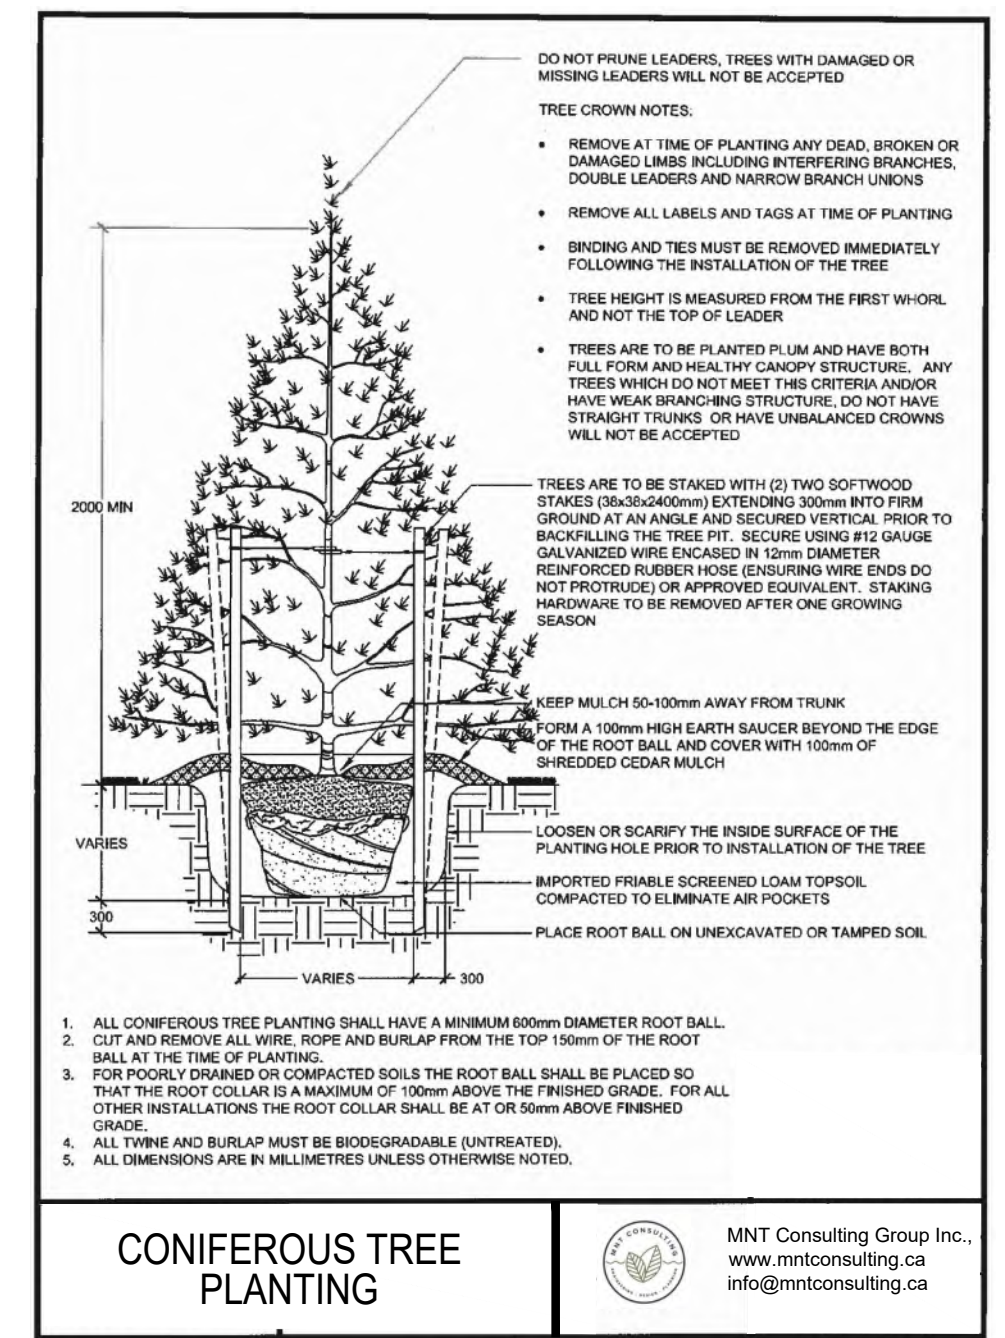 DO NOT PRUNE LEADERS, TREES WITH DAMAGED OR
MISSING LEADERS WILL NOT BE ACCEPTED
TREE CROWN NOTES:
• REMOVE AT TIME OF PLANTING ANY DEAD, BROKEN OR
DAMAGED LIMBS INCLUDING INTERFERING BRANCHES,
DOUBLE LEADERS AND NARROW BRANCH UNIONS
• REMOVE ALL LABELS AND TAGS AT TIME OF PLANTING
• BINDING AND TIES MUST BE REMOVED IMMEDIATELY
FOLLOWING THE INSTALLATION OF THE TREE
• TREE HEIGHT IS MEASURED FROM THE FIRST WHORL
AND NOT THE TOP OF LEADER
• TREES ARE TO BE PLANTED PLUM AND HAVE BOTH
FULL FORM AND HEALTHY CANOPY STRUCTURE. ANY
TREES WHICH DO NOT MEET THIS CRITERIA AND/OR
HAVE WEAK BRANCHING STRUCTURE, DO NOT HAVE
STRAIGHT TRUNKS OR HAVE UNBALANCED CROWNS
WILL NOT BE ACCEPTED
TREES ARE TO BE STAKED WITH (2) TWO SOFTWOOD
STAKES (38x38x2400mm) EXTENDING 300mm INTO FIRM
GROUND AT AN ANGLE AND SECURED VERTICAL PRIOR TO
BACKFILLING THE TREE PIT. SECURE USING #12 GAUGE
GALVANIZED WIRE ENCASED IN 12mm DIAMETER
REINFORCED RUBBER HOSE (ENSURING WIRE ENDS DO
NOT PROTRUDE) OR APPROVED EQUIVALENT. STAKING
HARDWARE TO BE REMOVED AFTER ONE GROWING
SEASON
2000 MIN
KEEP MULCH 50-100mm AWAY FROM TRUNK
FORM A 100mm HIGH EARTH SAUCER BEYOND THE EDGE
OF THE ROOT BALL AND COVER WITH 100mm OF
SHREDDED CEDAR MULCH
LOOSEN OR SCARIFY THE INSIDE SURFACE OF THE
PLANTING HOLE PRIOR TO INSTALLATION OF THE TREE
VARIES
IMPORTED FRIABLE SCREENED LOAM TOPSOIL
COMPACTED TO ELIMINATE AIR POCKETS
300
PLACE ROOT BALL ON UNEXCAVATED OR TAMPED SOIL
VARIES
300
1. ALL CONIFEROUS TREE PLANTING SHALL HAVE A MINIMUM 600mm DIAMETER ROOT BALL.
2. CUT AND REMOVE ALL WIRE, ROPE AND BURLAP FROM THE TOP 150mm OF THE ROOT
BALL AT THE TIME OF PLANTING.
3. FOR POORLY DRAINED OR COMPACTED SOILS THE ROOT BALL SHALL BE PLACED SO
THAT THE ROOT COLLAR IS A MAXIMUM OF 100mm ABOVE THE FINISHED GRADE. FOR ALL
OTHER INSTALLATIONS THE ROOT COLLAR SHALL BE AT OR 50mm ABOVE FINISHED
GRADE.
4. ALL TWINE AND BURLAP MUST BE BIODEGRADABLE (UNTREATED).
5. ALL DIMENSIONS ARE IN MILLIMETRES UNLESS OTHERWISE NOTED.
CONIFEROUS TREE
PLANTING
MNT CONSULTING
MNT Consulting Group Inc.,
www.mntconsulting.ca
info@mntconsulting.ca